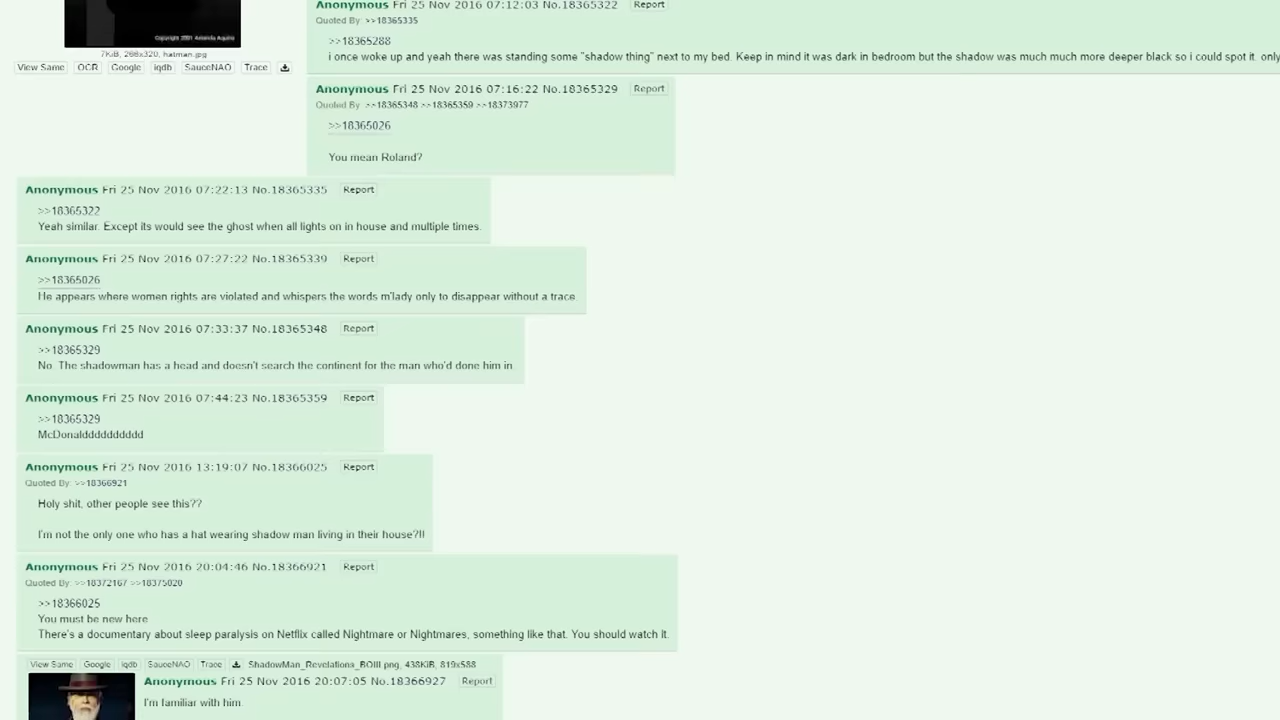 Copyright 2001 Amanda Aquino
7KiB, 288x320, hatman.jpg
View Same OCR Google iqdb SauceNAO Trace
Anonymous Fri 25 Nov 2016 07:12:03 No.18365322 Report
Quoted By: >>18365335
>>18365288
i once woke up and yeah there was standing some "shadow thing" next to my bed. Keep in mind it was dark in bedroom but the shadow was much much more deeper black so i could spot it. only
Anonymous Fri 25 Nov 2016 07:16:22 No.18365329 Report
Quoted By: >>18365348 >>18365359 >>18373977
>>18365026
You mean Roland?
Anonymous Fri 25 Nov 2016 07:22:13 No.18365335 Report
>>18365322
Yeah similar. Except its would see the ghost when all lights on in house and multiple times.
Anonymous Fri 25 Nov 2016 07:27:22 No.18365339 Report
>>18365026
He appears where women rights are violated and whispers the words m'lady only to disappear without a trace.
Anonymous Fri 25 Nov 2016 07:33:37 No.18365348 Report
>>18365329
No. The shadowman has a head and doesn't search the continent for the man who'd done him in.
Anonymous Fri 25 Nov 2016 07:44:23 No.18365359 Report
>>18365329
McDonalddddddddddd
Anonymous Fri 25 Nov 2016 13:19:07 No.18366025 Report
Quoted By: >>18366921
Holy shit, other people see this??
I'm not the only one who has a hat wearing shadow man living in their house?!!
Anonymous Fri 25 Nov 2016 20:04:46 No.18366921 Report
Quoted By: >>18372167 >>18375020
>>18366025
You must be new here
There's a documentary about sleep paralysis on Netflix called Nightmare or Nightmares, something like that. You should watch it.
View Same Google iqdb SauceNAO Trace ShadowMan_Revelations_BOIII.png, 438KiB, 819x588
Anonymous Fri 25 Nov 2016 20:07:05 No.18366927 Report
I'm familiar with him.